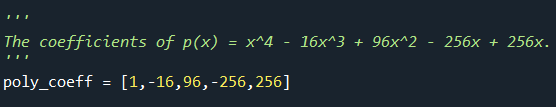 '''
The coefficients of p(x) = x^4 - 16x^3 + 96x^2 - 256x + 256x.
'''
poly_coeff = [1,-16,96,-256,256]